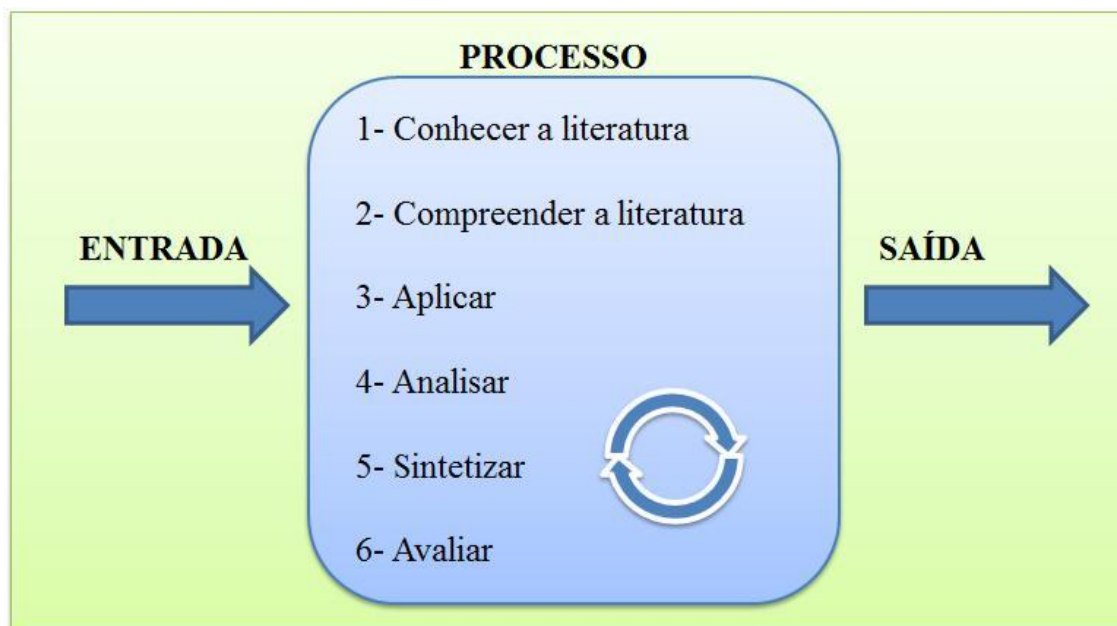 PROCESSO
1- Conhecer a literatura
2- Compreender a literatura
ENTRADA
SAÍDA
3- Aplicar
4- Analisar
5- Sintetizar
6- Avaliar